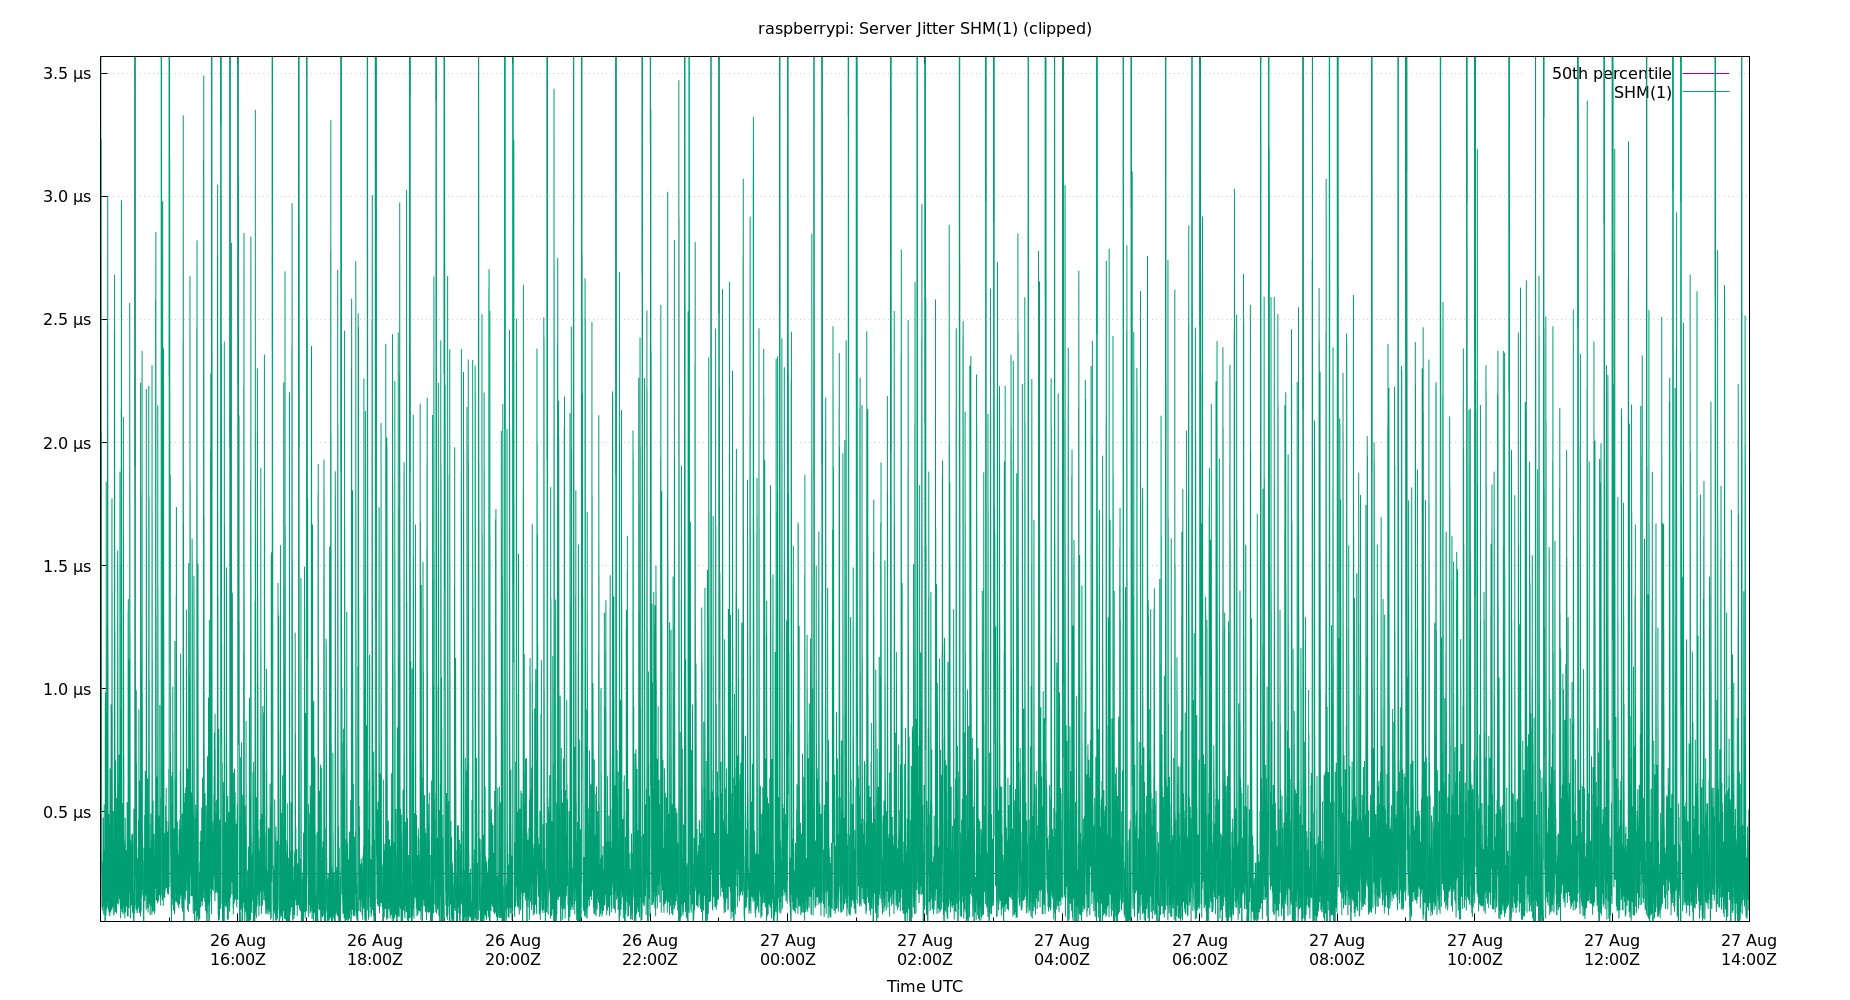 raspberrypi: Server Jitter SHM(1) (clipped)
3.5 µs
3.0 µs
2.5 µs
2.0 µs
1.5 µs
1.0 µs
0.5 µs
50th percentile
SHM(1)
26 Aug
16:00Z
26 Aug
18:00Z
26 Aug
20:00Z
26 Aug
22:00Z
27 Aug
00:00Z
27 Aug
02:00Z
27 Aug
04:00Z
27 Aug
06:00Z
27 Aug
08:00Z
27 Aug
10:00Z
27 Aug
12:00Z
27 Aug
14:00Z
Time UTC